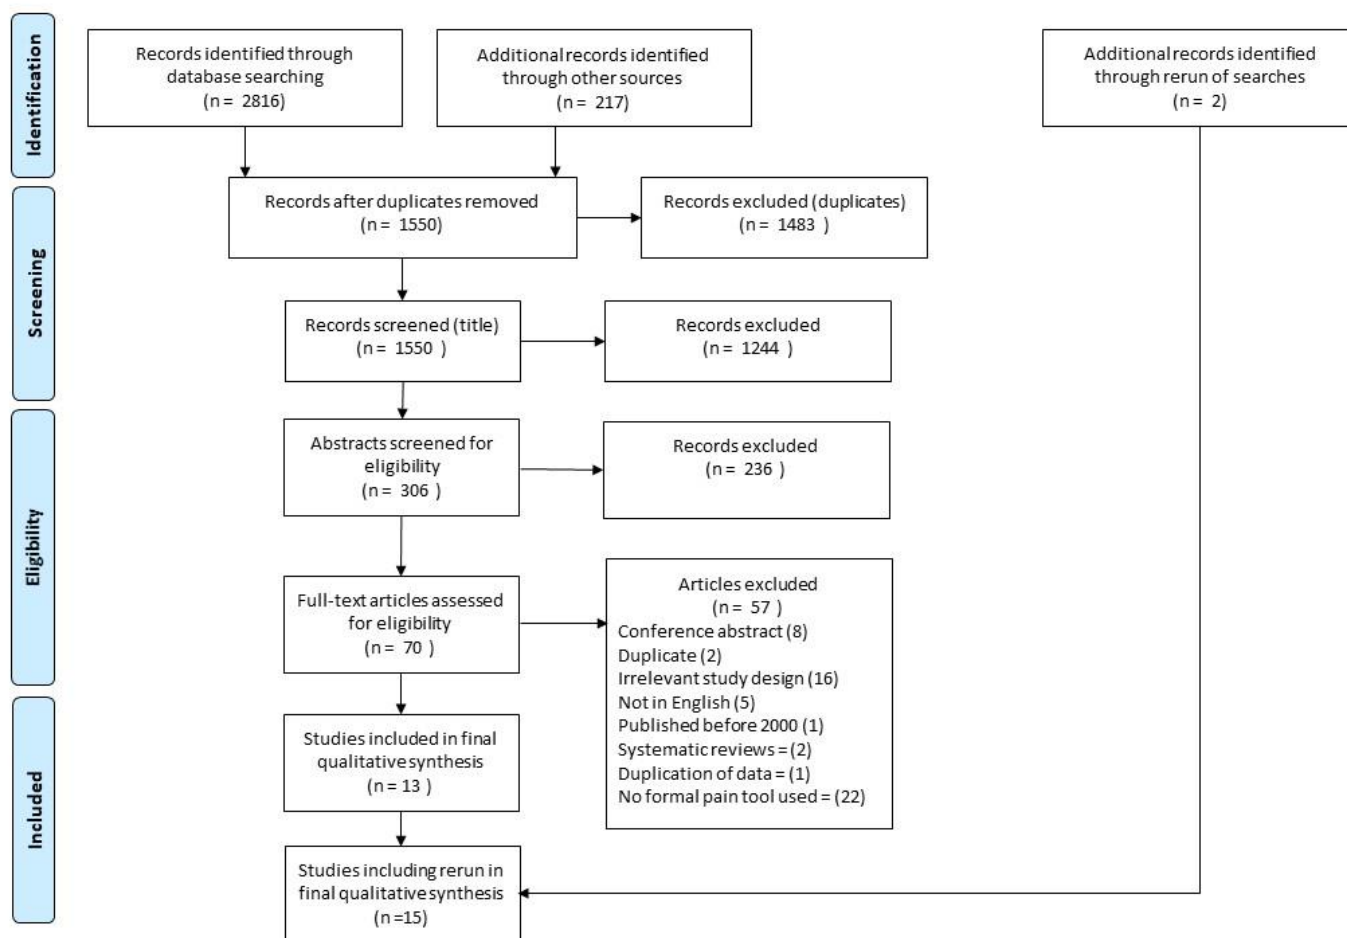 Identification
Records identified through
database searching
(n = 2816)
Additional records identified
through other sources
(n = 217)
Additional records identified
through rerun of searches
(n = 2)
Screening
Records after duplicates removed
(n = 1550)
Records excluded (duplicates)
(n = 1483 )
Records screened (title)
(n = 1550 )
Records excluded
(n = 1244 )
Eligibility
Abstracts screened for
eligibility
(n = 306 )
Records excluded
(n = 236 )
Full-text articles assessed
for eligibility
(n = 70 )
Articles excluded
(n = 57 )
Conference abstract (8)
Duplicate (2)
Irrelevant study design (16)
Not in English (5)
Published before 2000 (1)
Systematic reviews = (2)
Duplication of data = (1)
No formal pain tool used = (22)
Included
Studies included in final
qualitative synthesis
(n = 13 )
Studies including rerun in
final qualitative synthesis
(n =15)